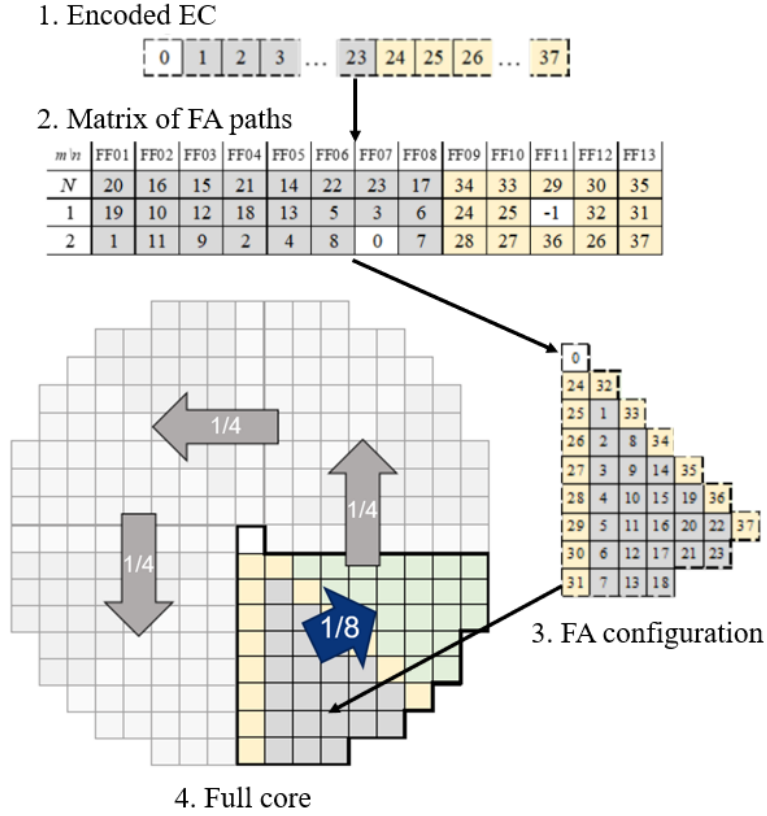 1. Encoded EC
0 1 2 3 ... 23 24 25 26 ... 37
2. Matrix of FA paths
m\n FF01 FF02 FF03 FF04 FF05 FF06 FF07 FF08 FF09 FF10 FF11 FF12 FF13
N 20 16 15 21 14 22 23 17 34 33 29 30 35
1 19 10 12 18 13 5 3 6 24 25 -1 32 31
2 1 11 9 2 4 8 0 7 28 27 36 26 37
0
24 32
25 1 33
26 2 8 34
27 3 9 14 35
28 4 10 15 19 36
29 5 11 16 20 22 37
30 6 12 17 21 23
31 7 13 18
3. FA configuration
1/4
1/4
1/4
1/8
4. Full core